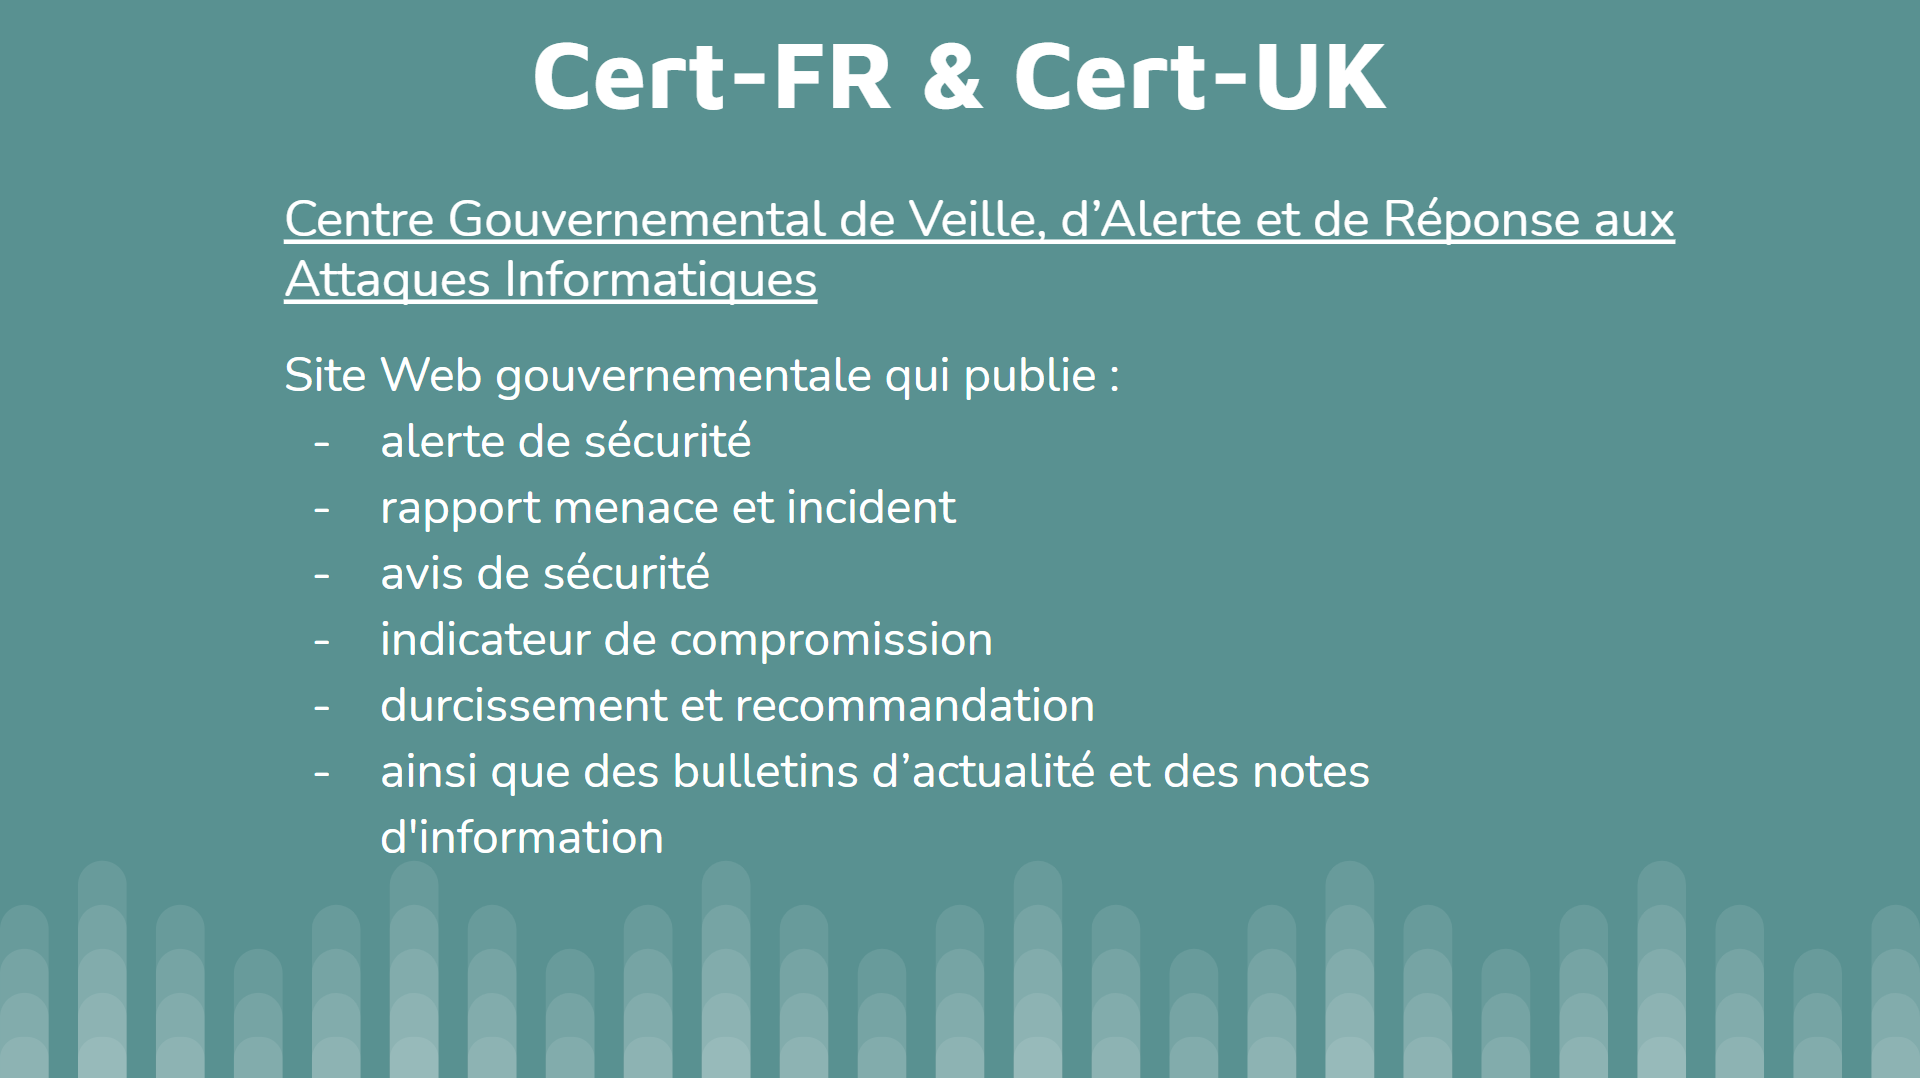 Cert-FR & Cert-UK
Centre Gouvernemental de Veille, d’Alerte et de Réponse aux
Attaques Informatiques
Site Web gouvernementale qui publie :
- alerte de sécurité
- rapport menace et incident
- avis de sécurité
- indicateur de compromission
- durcissement et recommandation
- ainsi que des bulletins d’actualité et des notes
d'information